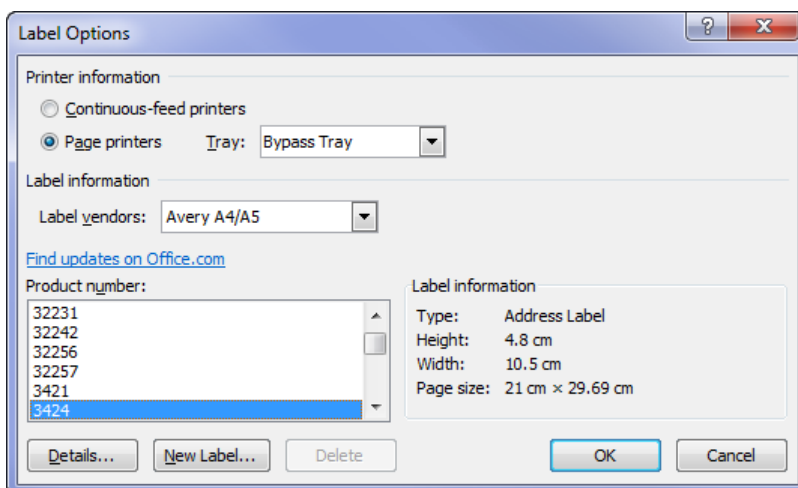 Label Options
Printer information
Continuous-feed printers
Page printers Tray: Bypass Tray
Label information
Label vendors: Avery A4/A5
Find updates on Office.com
Product number:
32231
32242
32256
32257
3421
3424
Label information
Type: Address Label
Height: 4.8 cm
Width: 10.5 cm
Page size: 21 cm × 29.69 cm
Details... New Label... Delete OK Cancel